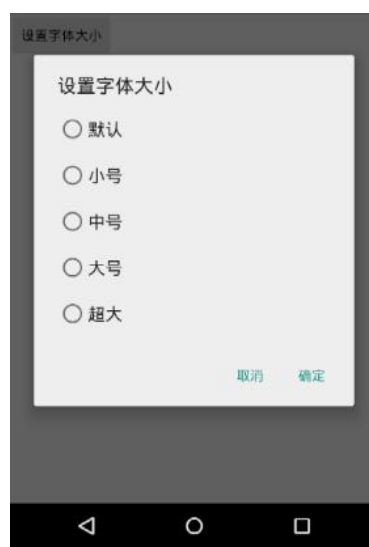 设置字体大小
设置字体大小
默认
小号
中号
大号
超大
取消 确定